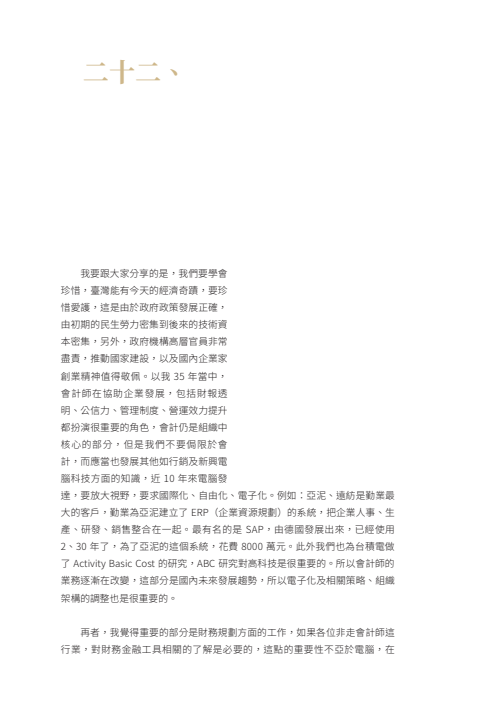 二十二、
我要跟大家分享的是，我們要學會
珍惜，臺灣能有今天的經濟奇蹟，要珍
惜愛護，這是由於政府政策發展正確，
由初期的民生勞力密集到後來的技術資
本密集，另外，政府機構高層官員非常
盡責，推動國家建設，以及國內企業家
創業精神值得敬佩。以我 35 年當中，
會計師在協助企業發展，包括財報透
明、公信力、管理制度、營運效力提升
都扮演很重要的角色，會計仍是組織中
核心的部分，但是我們不要侷限於會
計，而應當也發展其他如行銷及新興電
腦科技方面的知識，近 10 年來電腦發
達，要放大視野，要求國際化、自由化、電子化。例如：亞泥、遠紡是勤業最
大的客戶，勤業為亞泥建立了 ERP（企業資源規劃）的系統，把企業人事、生
產、研發、銷售整合在一起。最有名的是 SAP，由德國發展出來，已經使用
2、30 年了，為了亞泥的這個系統，花費 8000 萬元。此外我們也為台積電做
了 Activity Basic Cost 的研究，ABC 研究對高科技是很重要的。所以會計師的
業務逐漸在改變，這部分是國內未來發展趨勢，所以電子化及相關策略、組織
架構的調整也是很重要的。
再者，我覺得重要的部分是財務規劃方面的工作，如果各位非走會計師這
行業，對財務金融工具相關的了解是必要的，這點的重要性不亞於電腦，在